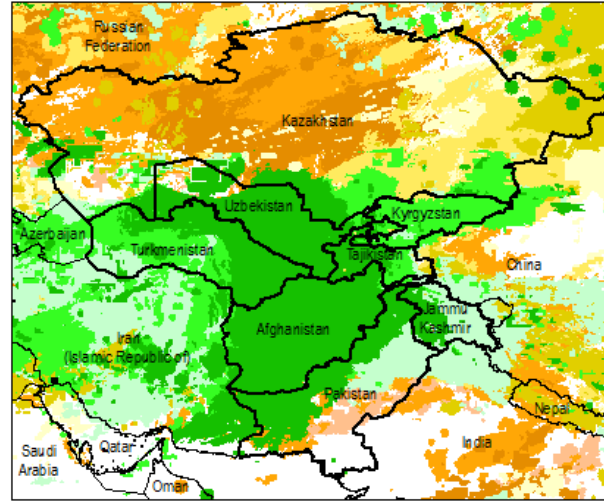 Russian
Federation
Kazakhstan
Uzbekistan
Kyrgyzstan
Azerbaijan
Turkmenistan
Tajikistan
China
Jammu
Kashmir
Afghanistan
Iran
(Islamic Republic of)
Pakistan
Nepal
Saudi
Arabia
Qatar
India
Oman